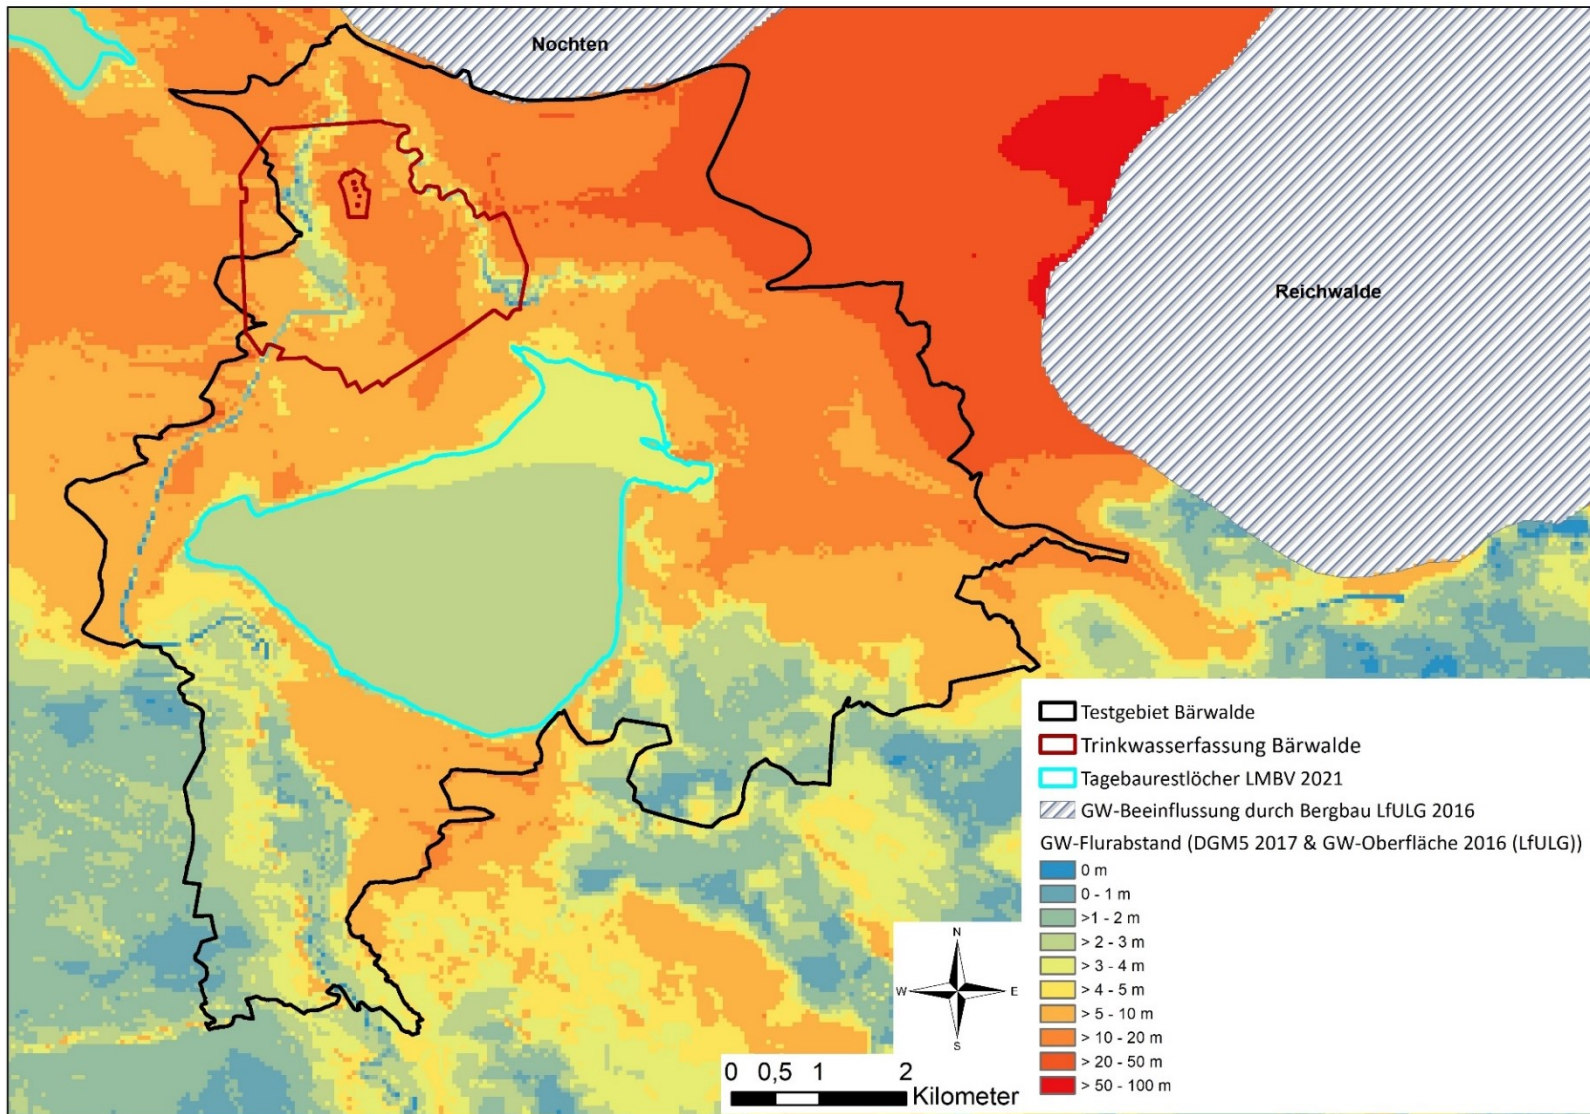 Nochten
Reichwalde
Testgebiet Bärwalde
Trinkwasserfassung Bärwalde
Tagebaurestlöcher LMBV 2021
GW-Beeinflussung durch Bergbau LfULG 2016
GW-Flurabstand (DGM5 2017 & GW-Oberfläche 2016 (LfULG))
0 m
0 - 1 m
>1 - 2 m
> 2 - 3 m
> 3 - 4 m
> 4 - 5 m
> 5 - 10 m
> 10 - 20 m
> 20 - 50 m
> 50 - 100 m
N
W E
S
0 0,5 1 2
Kilometer